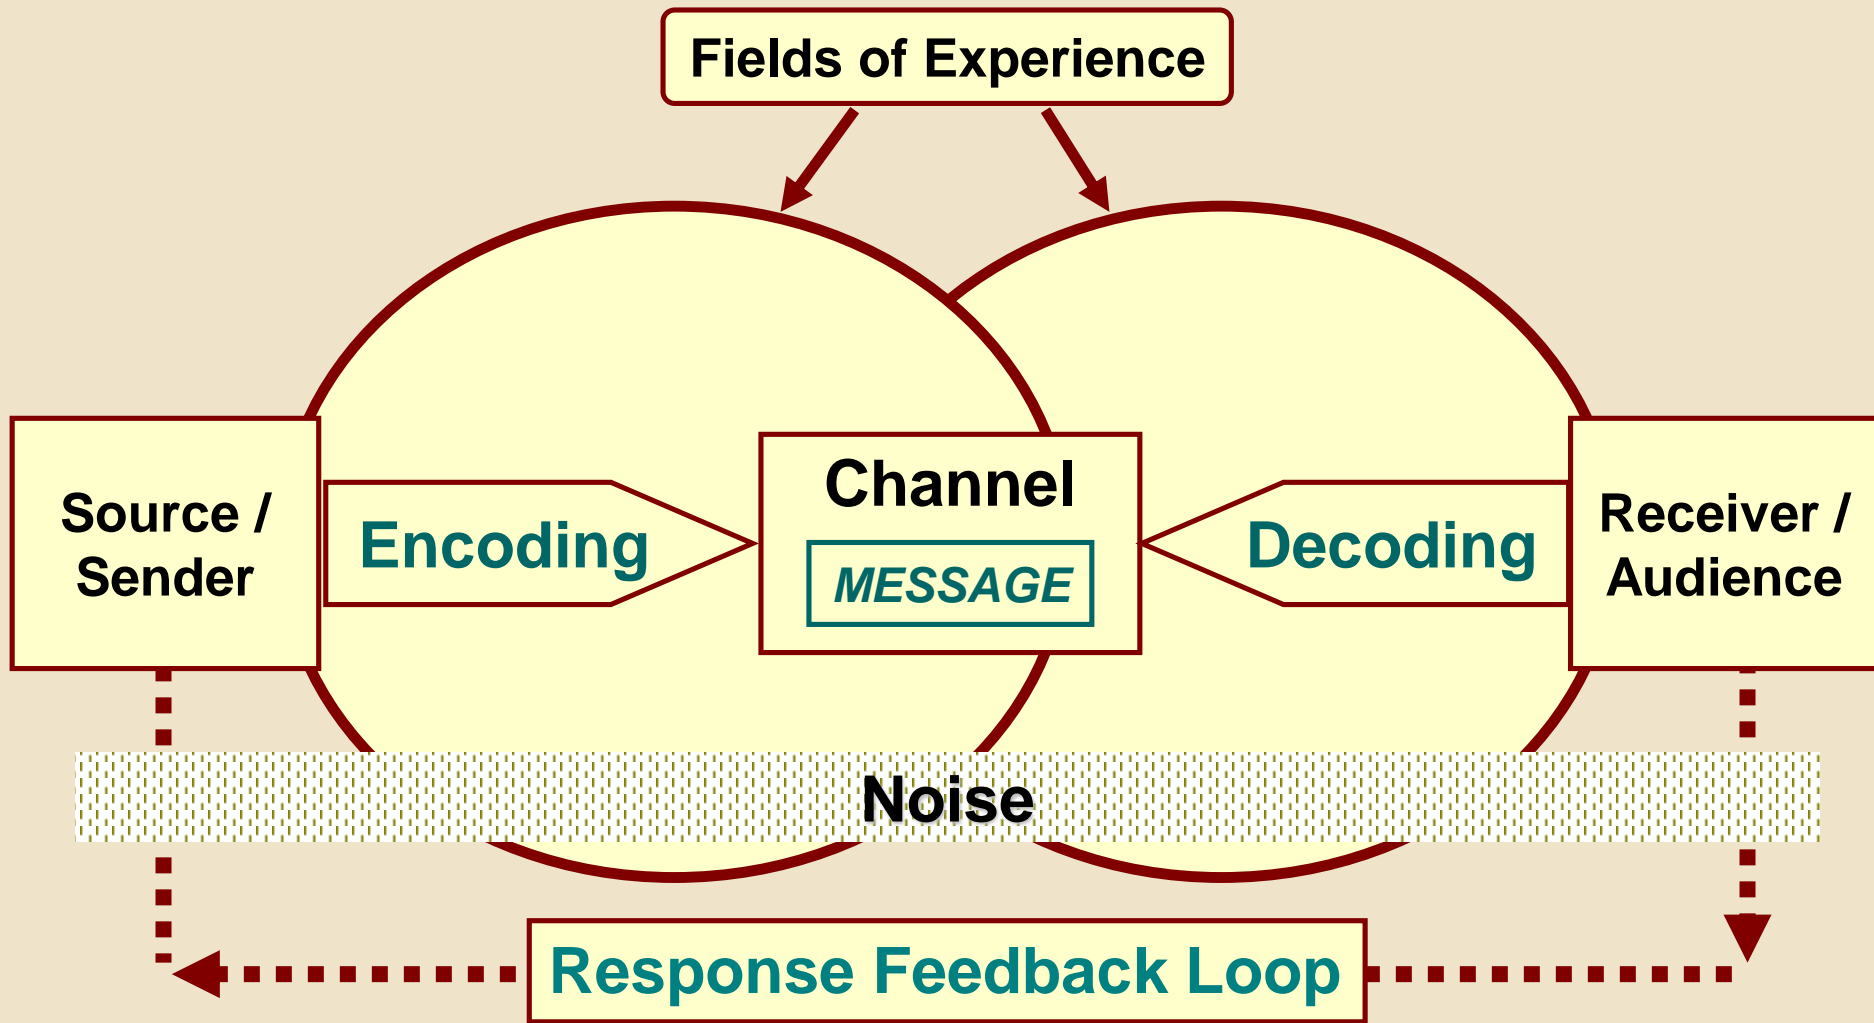 Fields of Experience
Source /
Sender
Encoding
Channel
MESSAGE
Decoding
Receiver /
Audience
Noise
Response Feedback Loop